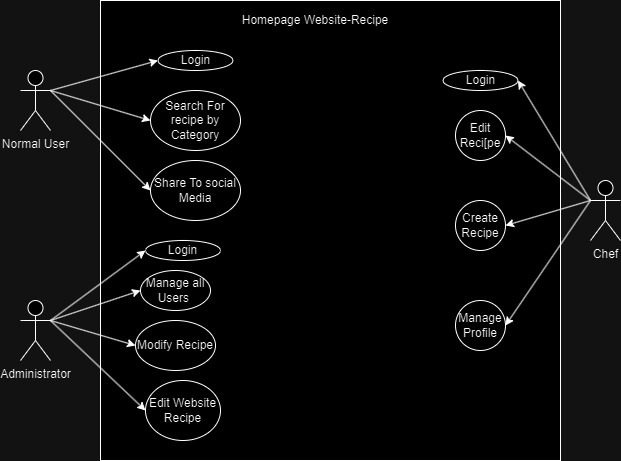 Homepage Website-Recipe
Login
Search For
recipe by
Category
Share To social
Media
Normal User
Login
Manage all
Users
Modify Recipe
Edit Website
Recipe
Administrator
Login
Edit
Reci[pe
Create
Recipe
Manage
Profile
Chef